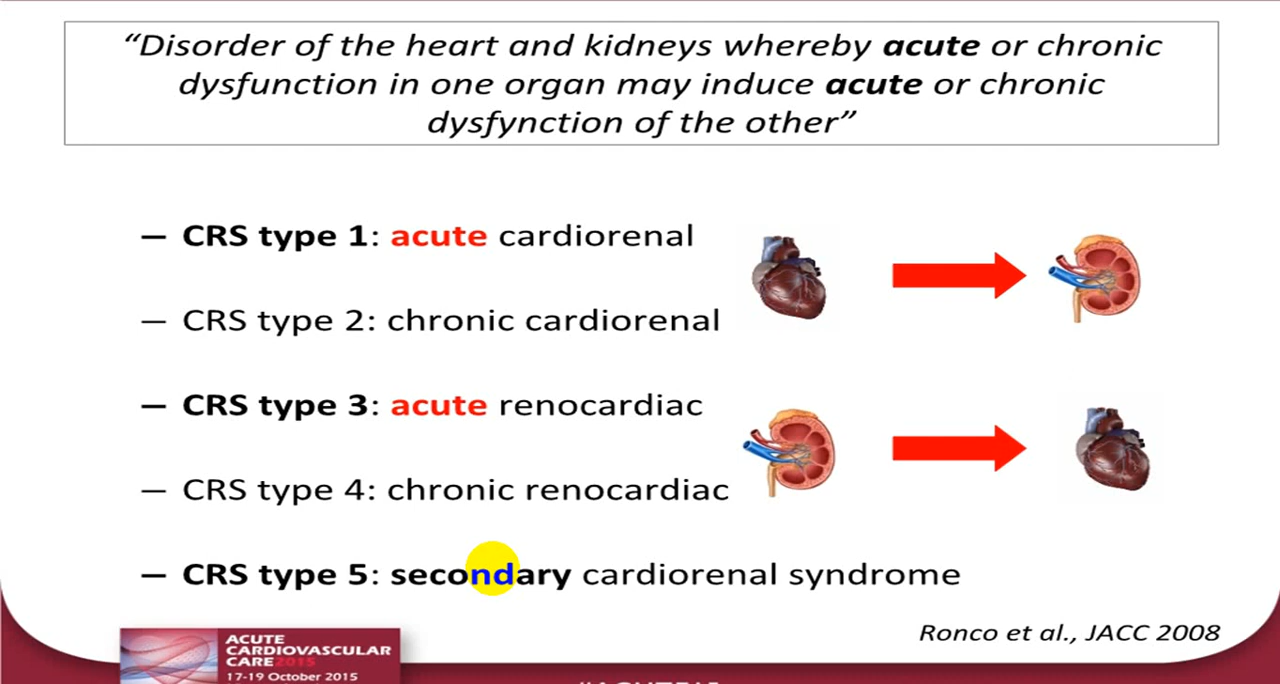 “Disorder of the heart and kidneys whereby acute or chronic
dysfunction in one organ may induce acute or chronic
dysfynction of the other”
— CRS type 1: acute cardiorenal
— CRS type 2: chronic cardiorenal
— CRS type 3: acute renocardiac
— CRS type 4: chronic renocardiac
— CRS type 5: secondary cardiorenal syndrome
Ronco et al., JACC 2008
ACUTE
CARDIOVASCULAR
CARE2015
17-19 October 2015